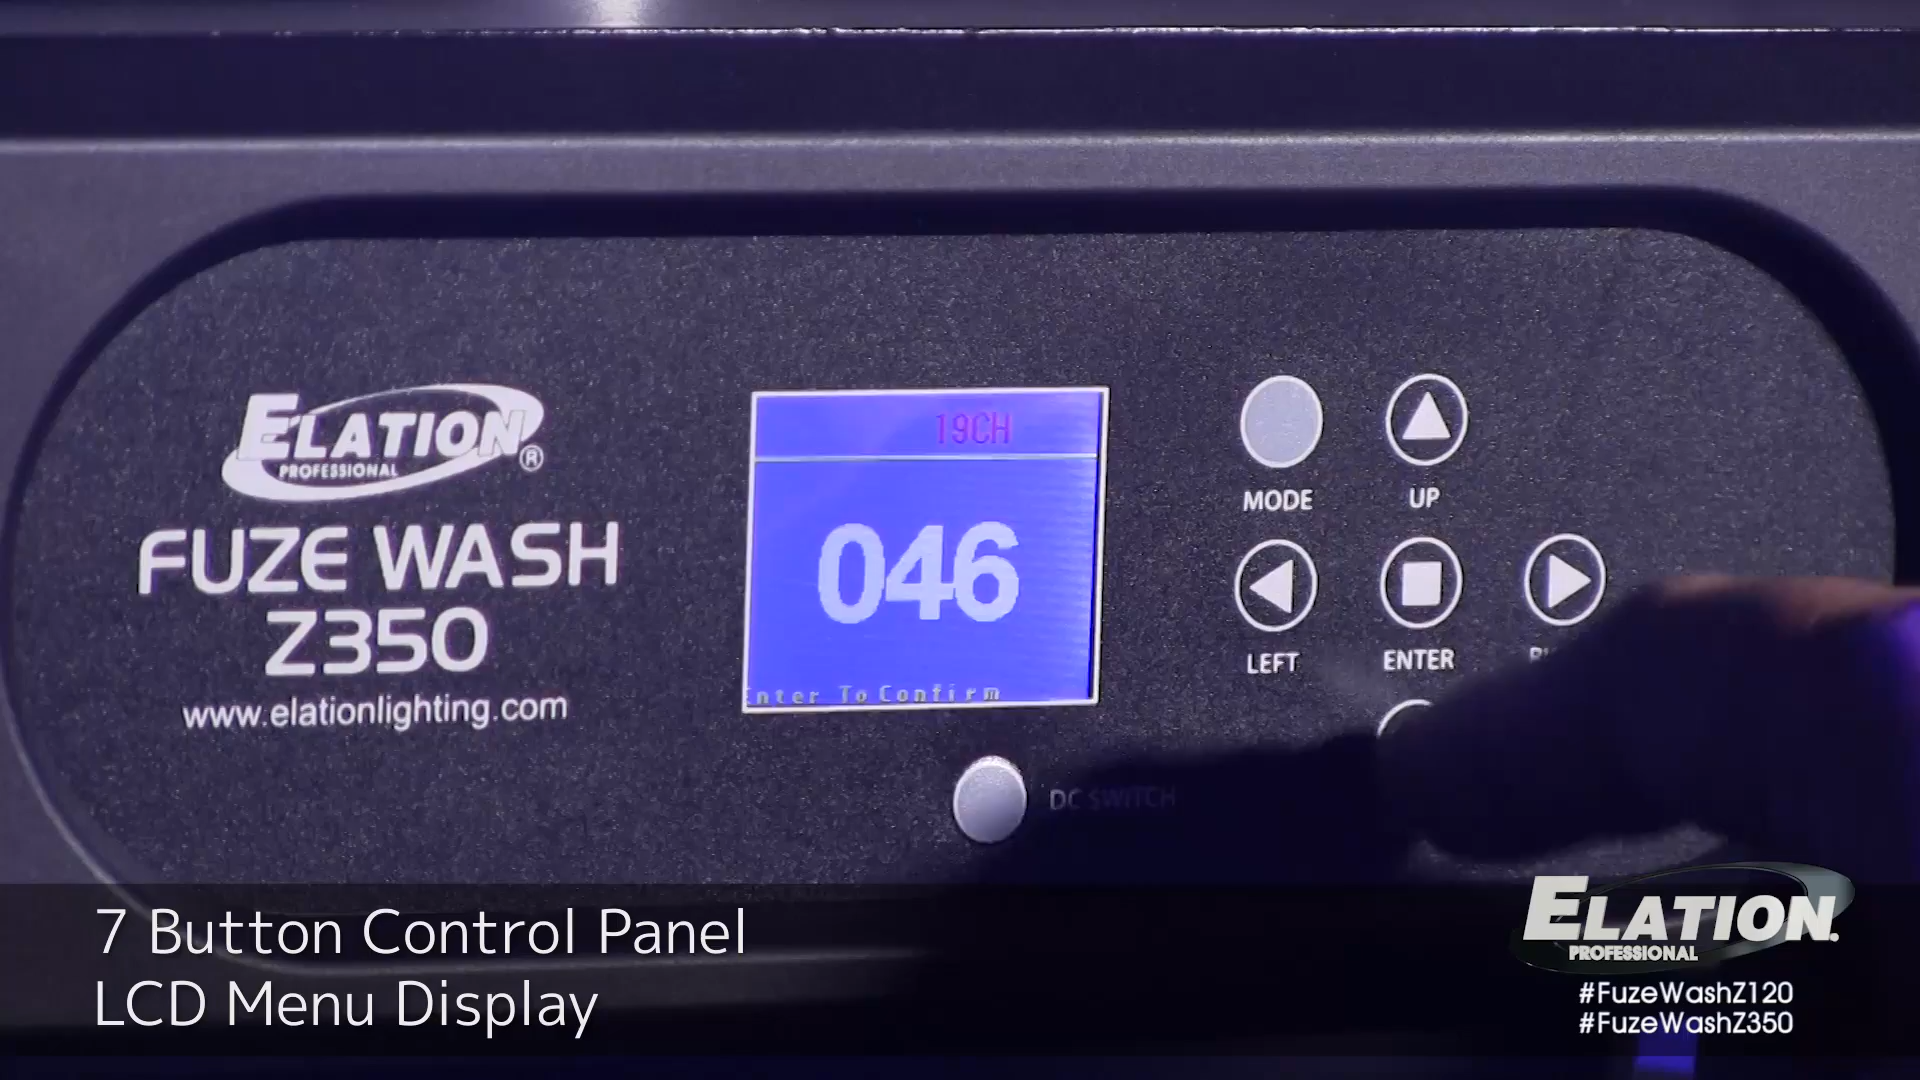 ELATION®
PROFESSIONAL
FUZE WASH
Z350
www.elationlighting.com
19CH
046
nter To Confirm
MODE
UP
LEFT
ENTER
DC SWITCH
7 Button Control Panel
LCD Menu Display
ELATION.
PROFESSIONAL
#FuzeWashZ120
#FuzeWashZ350